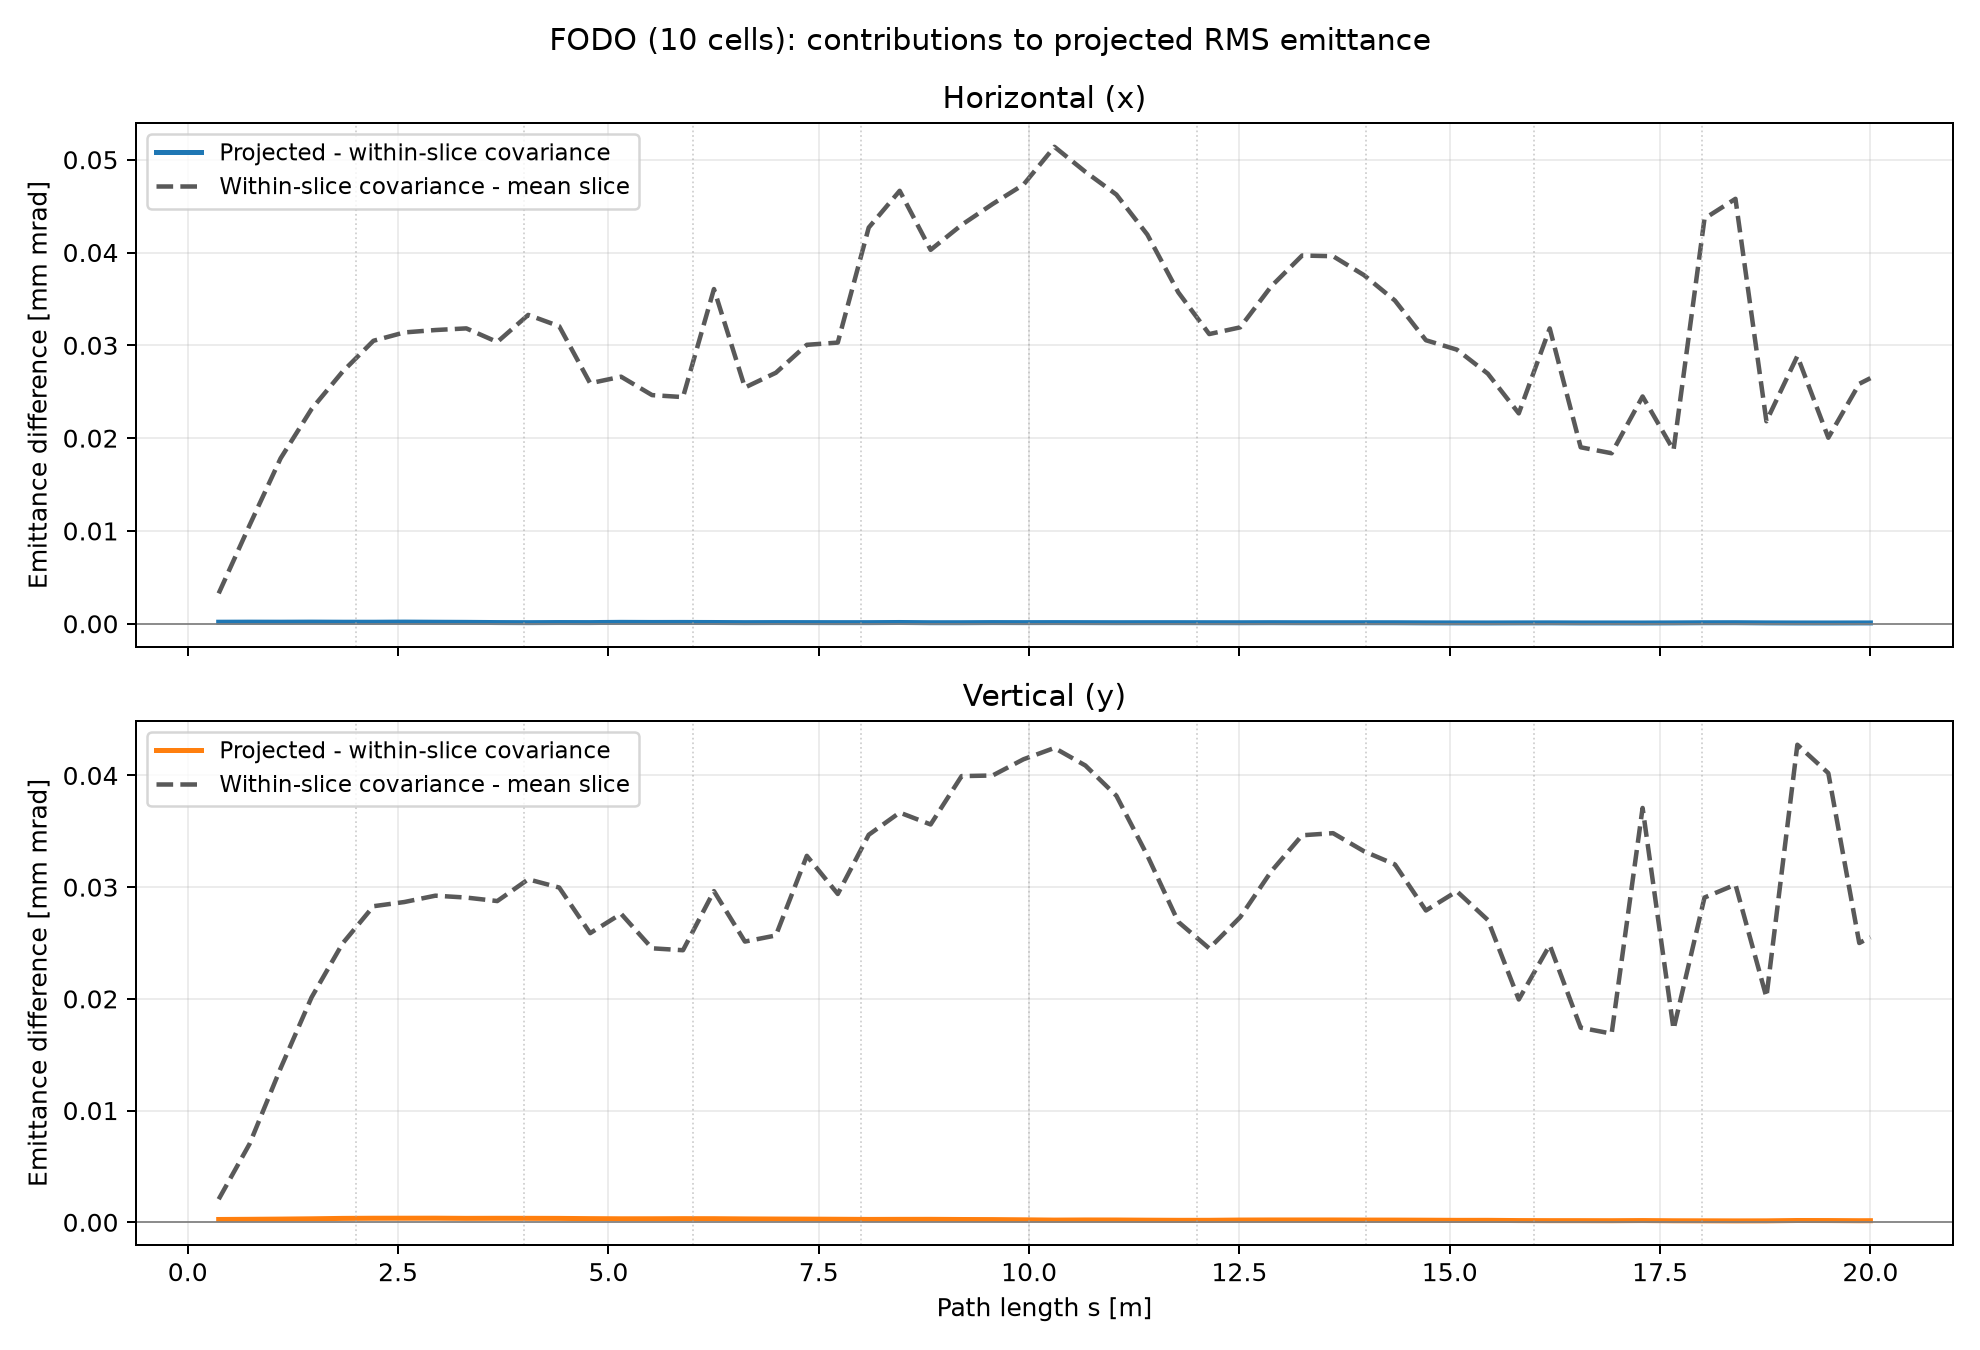 FODO (10 cells): contributions to projected RMS emittance
Horizontal (x)
Projected - within-slice covariance
Within-slice covariance - mean slice
Emittance difference [mm mrad]
0.05
0.04
0.03
0.02
0.01
0.00
Vertical (y)
Projected - within-slice covariance
Within-slice covariance - mean slice
Emittance difference [mm mrad]
0.04
0.03
0.02
0.01
0.00
0.0 2.5 5.0 7.5 10.0 12.5 15.0 17.5 20.0
Path length s [m]